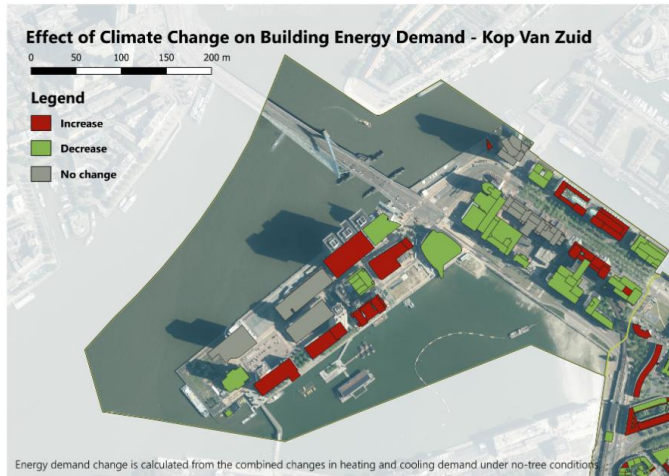 Effect of Climate Change on Building Energy Demand - Kop Van Zuid
0 50 100 150 200 m
Legend
Increase
Decrease
No change
Energy demand change is calculated from the combined changes in heating and cooling demand under no-tree conditions